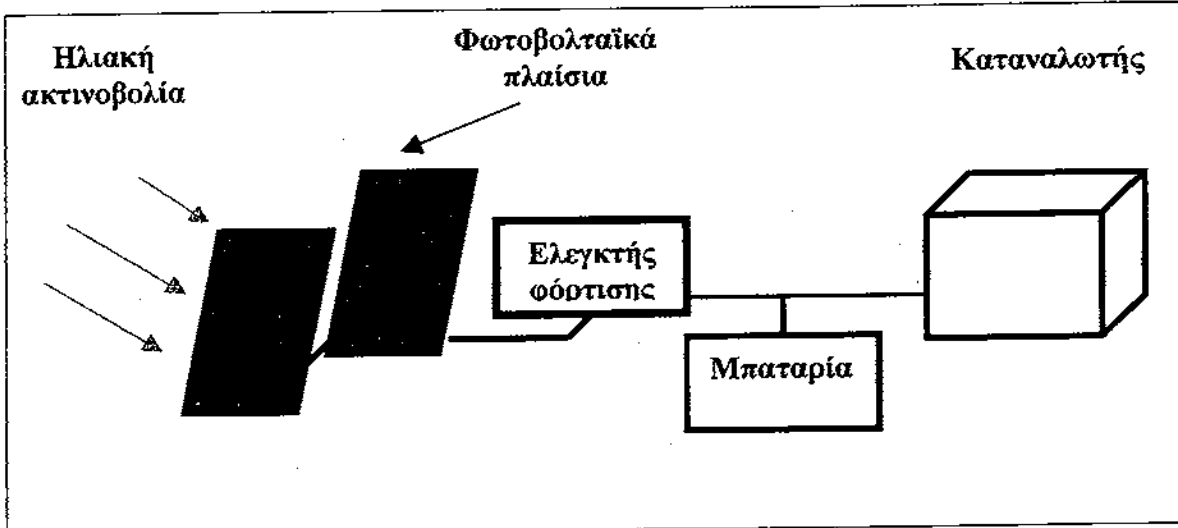 Ηλιακή
ακτινοβολία
Φωτοβολταϊκά
πλαίσια
Καταναλωτής
Ελεγκτής
φόρτισης
Μπαταρία